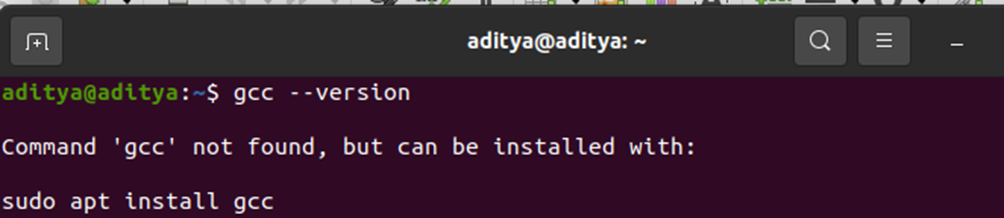 aditya@aditya: ~
aditya@aditya:~$ gcc --version
Command 'gcc' not found, but can be installed with:
sudo apt install gcc